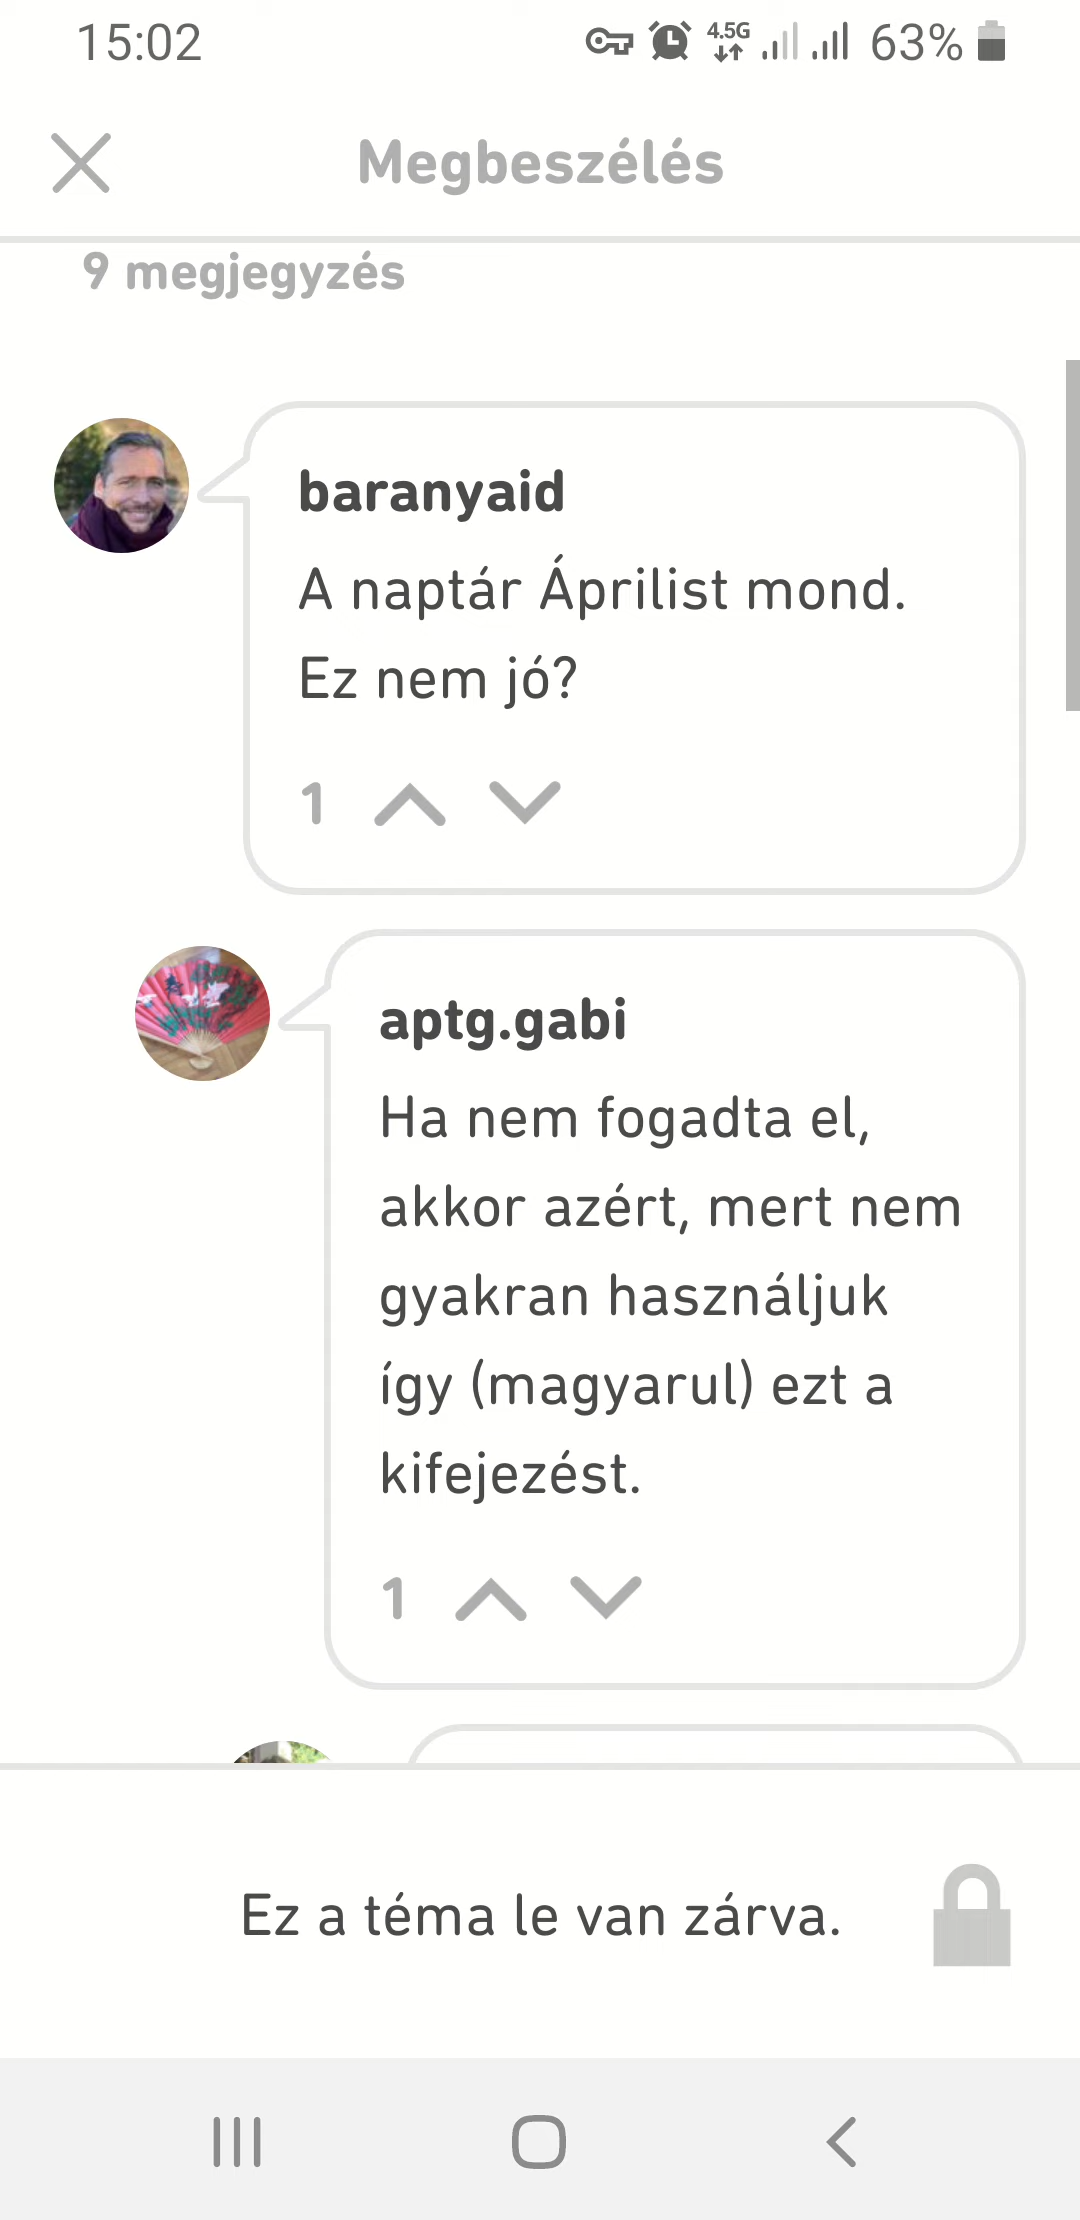 15:02 4.5G 63%
Megbeszélés
9 megjegyzés
baranyaid
A naptár Áprilist mond.
Ez nem jó?
1
aptg.gabi
Ha nem fogadta el,
akkor azért, mert nem
gyakran használjuk
így (magyarul) ezt a
kifejezést.
1
Ez a téma le van zárva.